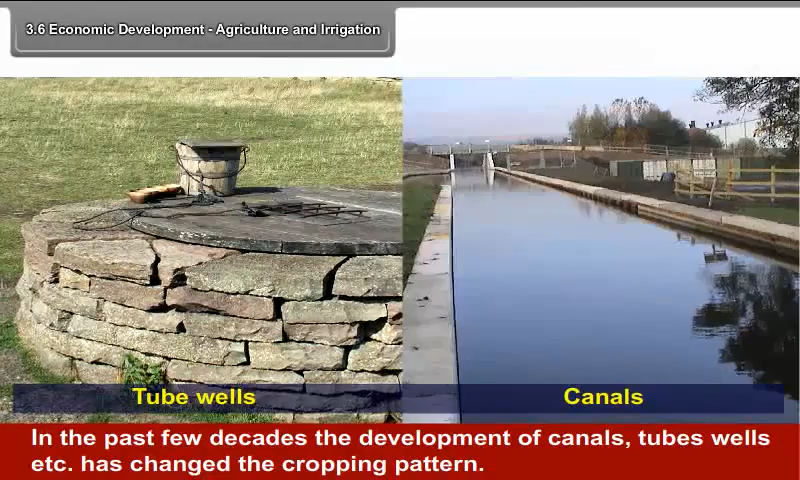 3.6 Economic Development - Agriculture and Irrigation
Tube wells
Canals
In the past few decades the development of canals, tubes wells
etc. has changed the cropping pattern.